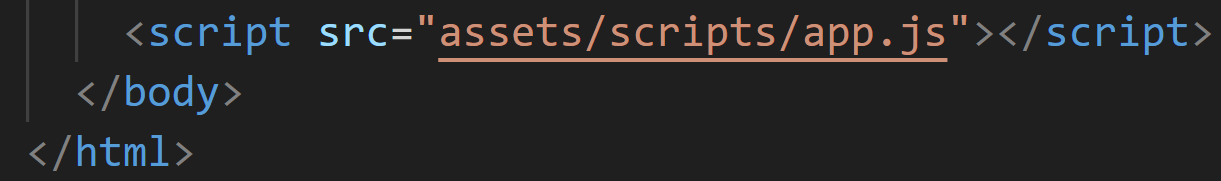 <script src="assets/scripts/app.js"></script>
</body>
</html>